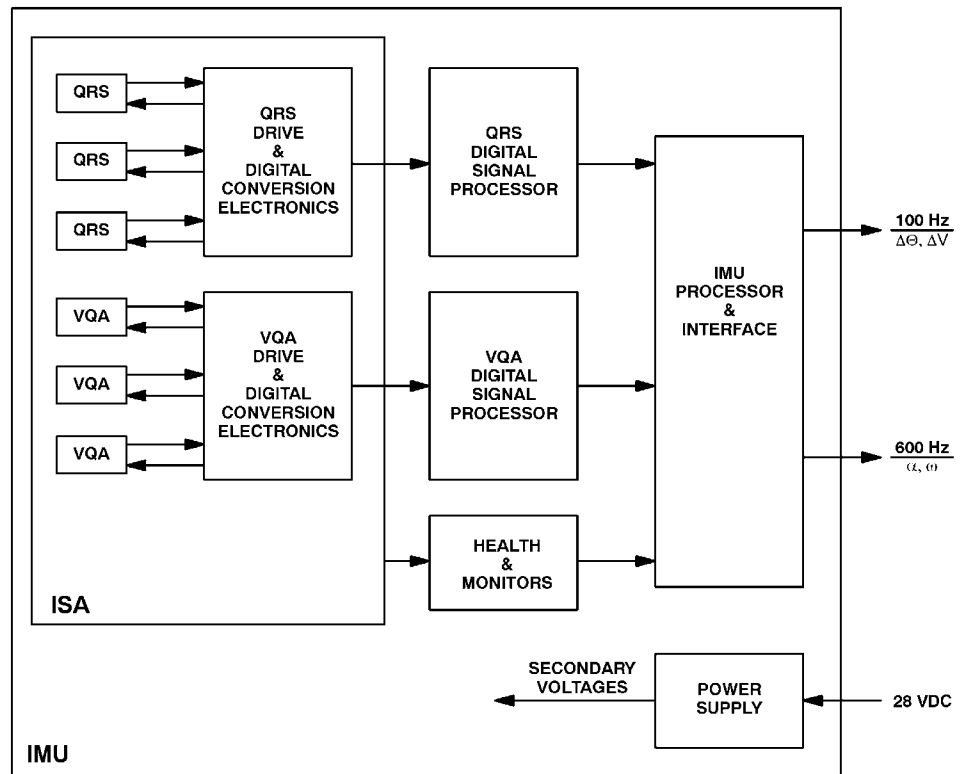 QRS
QRS
QRS
QRS
DRIVE
&
DIGITAL
CONVERSION
ELECTRONICS
QRS
DIGITAL
SIGNAL
PROCESSOR
VQA
VQA
VQA
VQA
DRIVE
&
DIGITAL
CONVERSION
ELECTRONICS
VQA
DIGITAL
SIGNAL
PROCESSOR
IMU
PROCESSOR
&
INTERFACE
100 Hz
ΔΘ, ΔV
600 Hz
α, ω
HEALTH
&
MONITORS
ISA
SECONDARY
VOLTAGES
POWER
SUPPLY
28 VDC
IMU